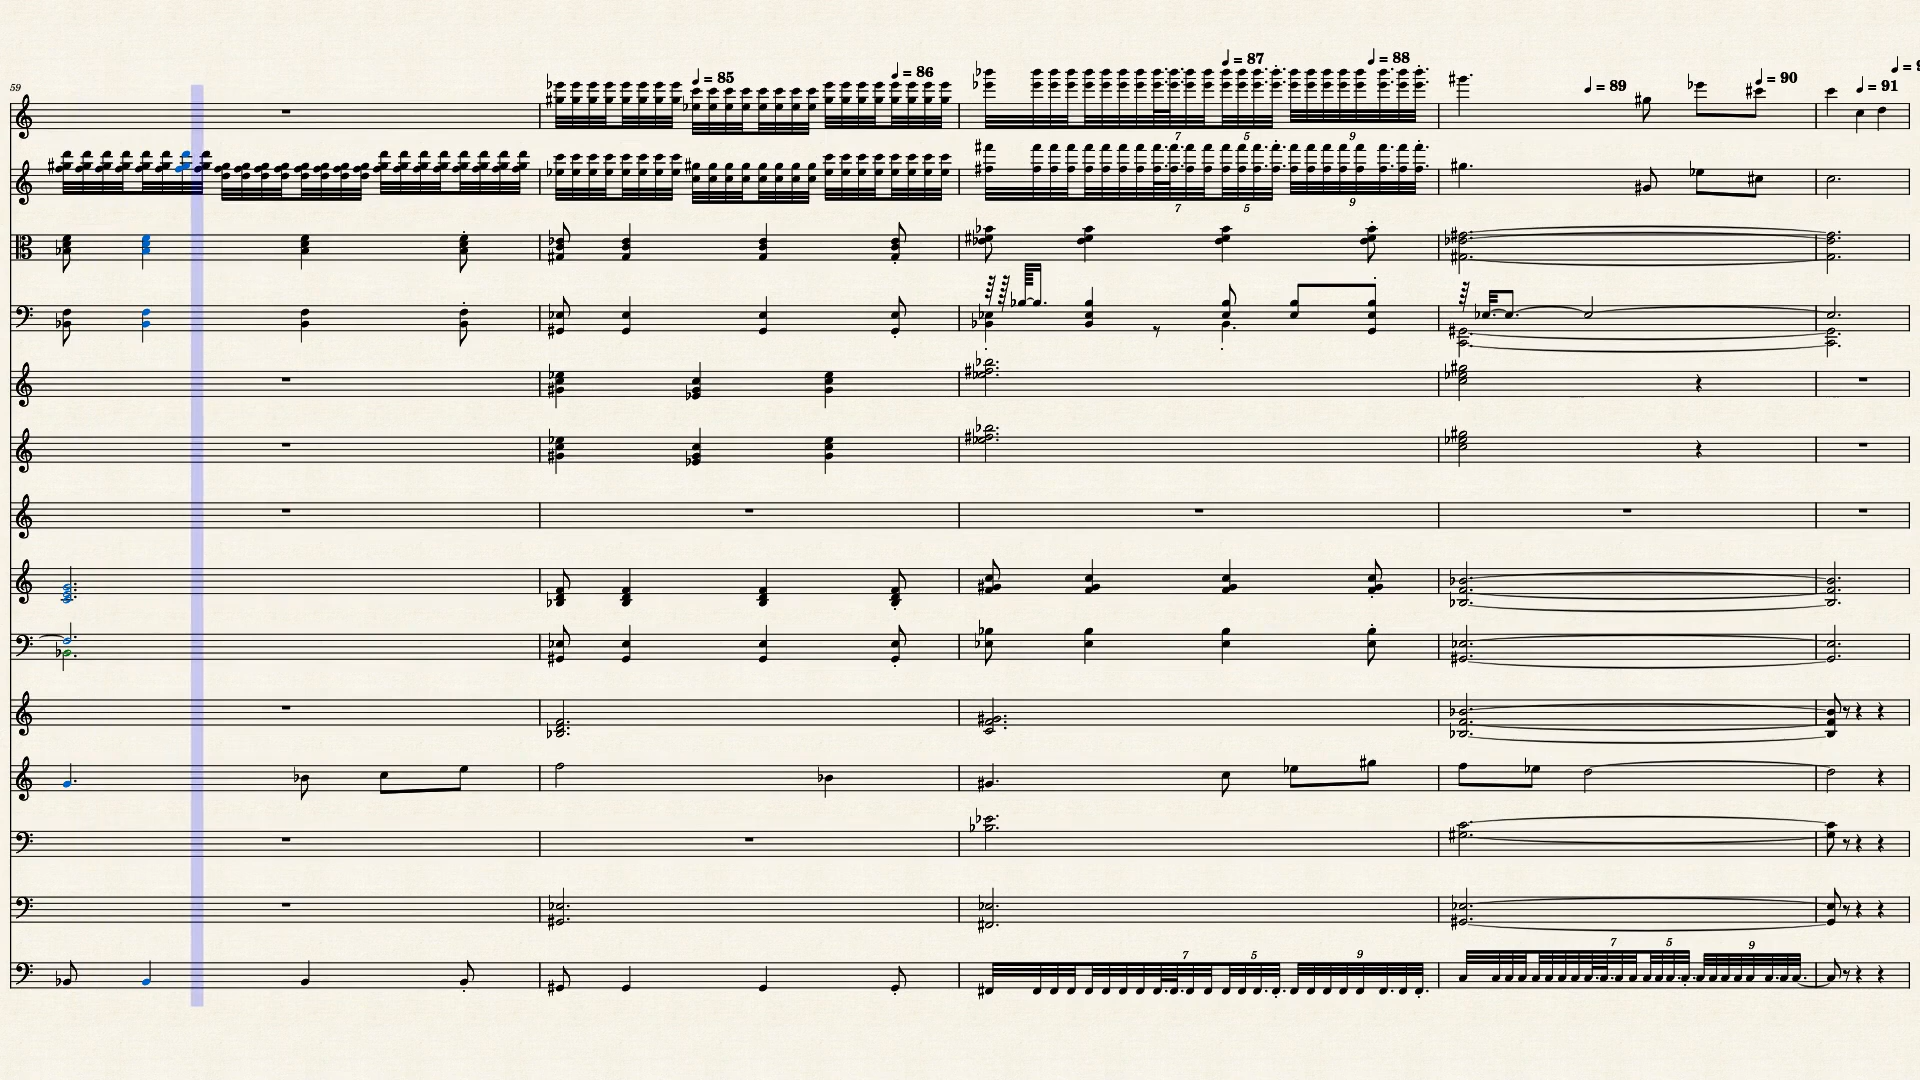 59
= 85
= 86
= 87
= 88
= 89
= 90
= 91
7 5 9
7 5 9
7 5 9
7 5 9